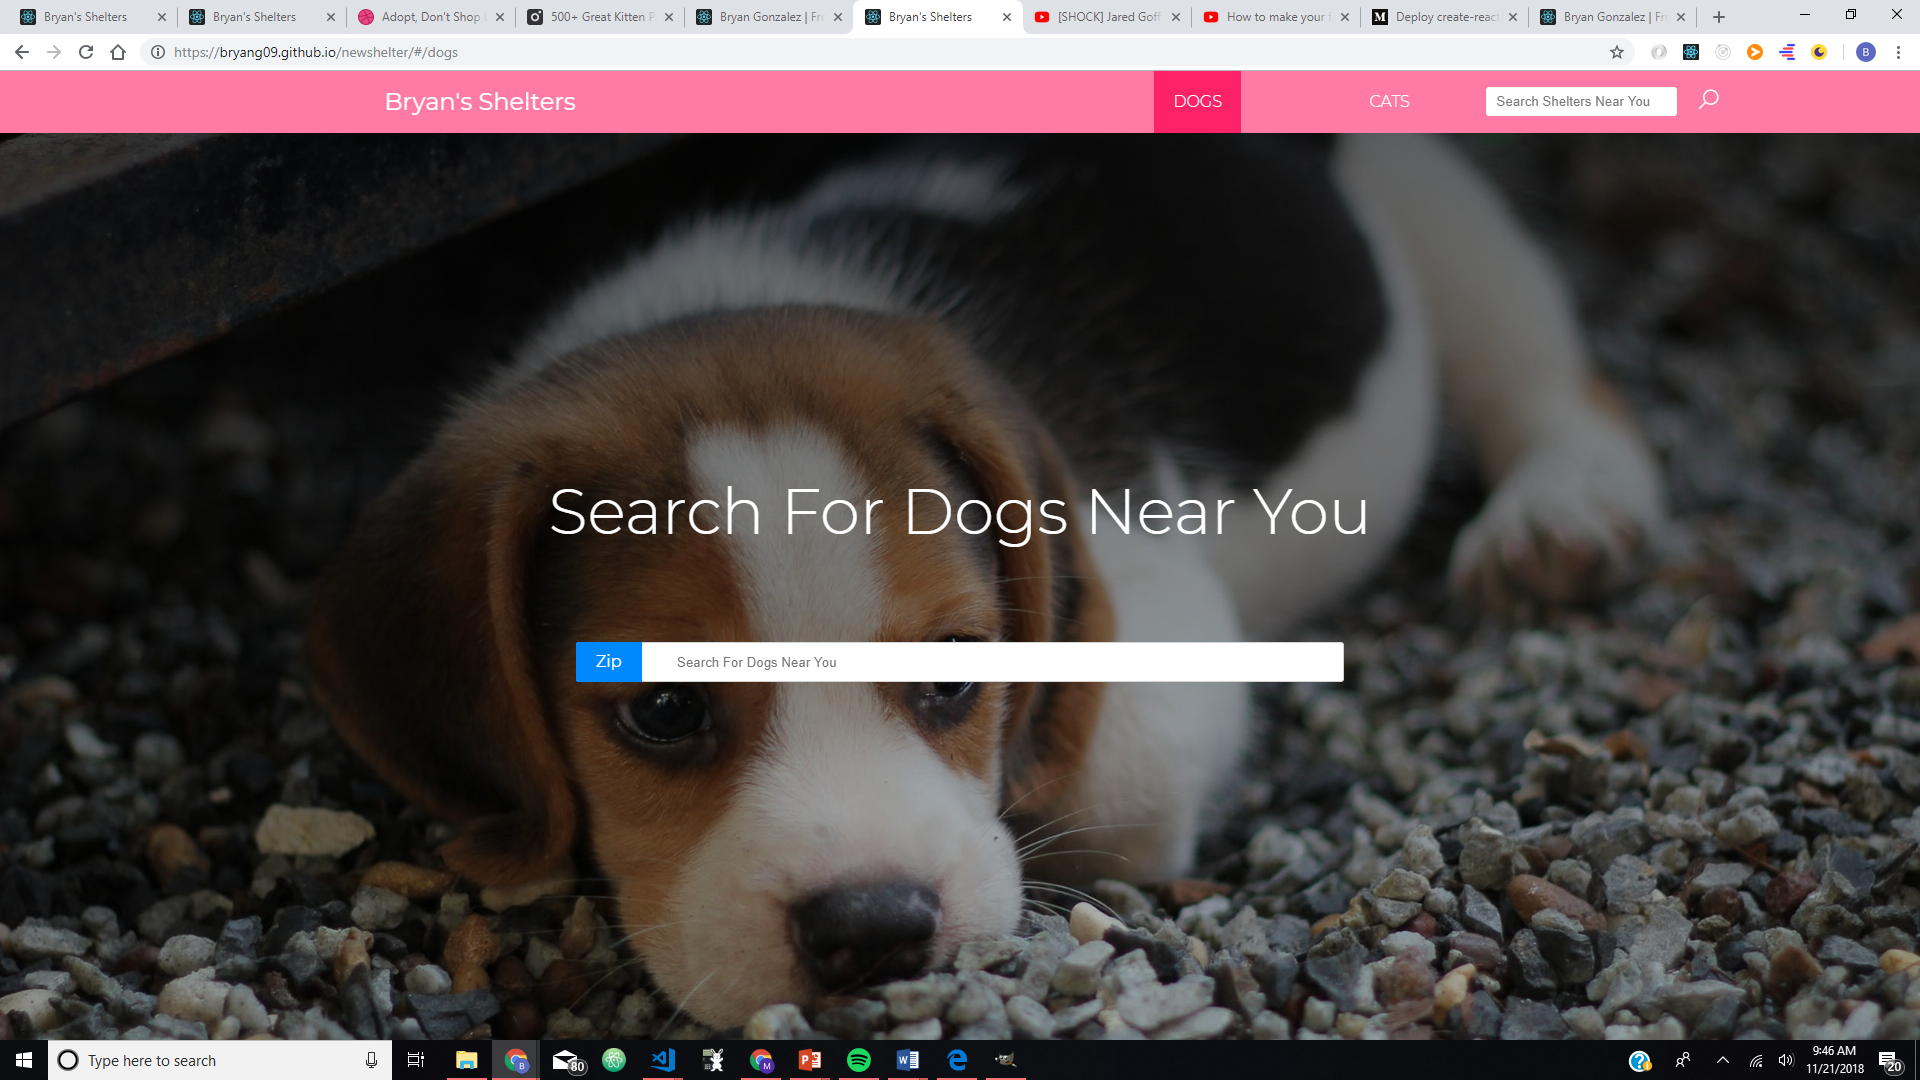 Bryan's Shelters
Bryan's Shelters
Adopt, Don't Shop
500+ Great Kitten P
Bryan Gonzalez | Fr
Bryan's Shelters
[SHOCK] Jared Goff
How to make your
Deploy create-reac
Bryan Gonzalez | Fr
https://bryang09.github.io/newshelter/#/dogs
B
Bryan's Shelters
DOGS
CATS
Search Shelters Near You
Search For Dogs Near You
Zip
Search For Dogs Near You
Type here to search
B
80
M
9:46 AM
11/21/2018
20